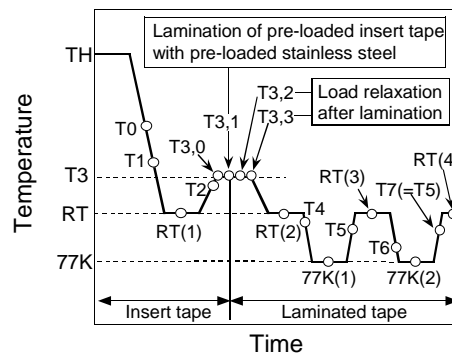 Lamination of pre-loaded insert tape
with pre-loaded stainless steel
TH
T3,2
Load relaxation
after lamination
T3,1
T3,3
T3,0
T0
T1
T3
T2
RT
RT(1)
RT(2)
T4
RT(3)
RT(4
T7(=T5)
T5
T6
77K
77K(1)
77K(2)
Insert tape
Laminated tape
Temperature
Time